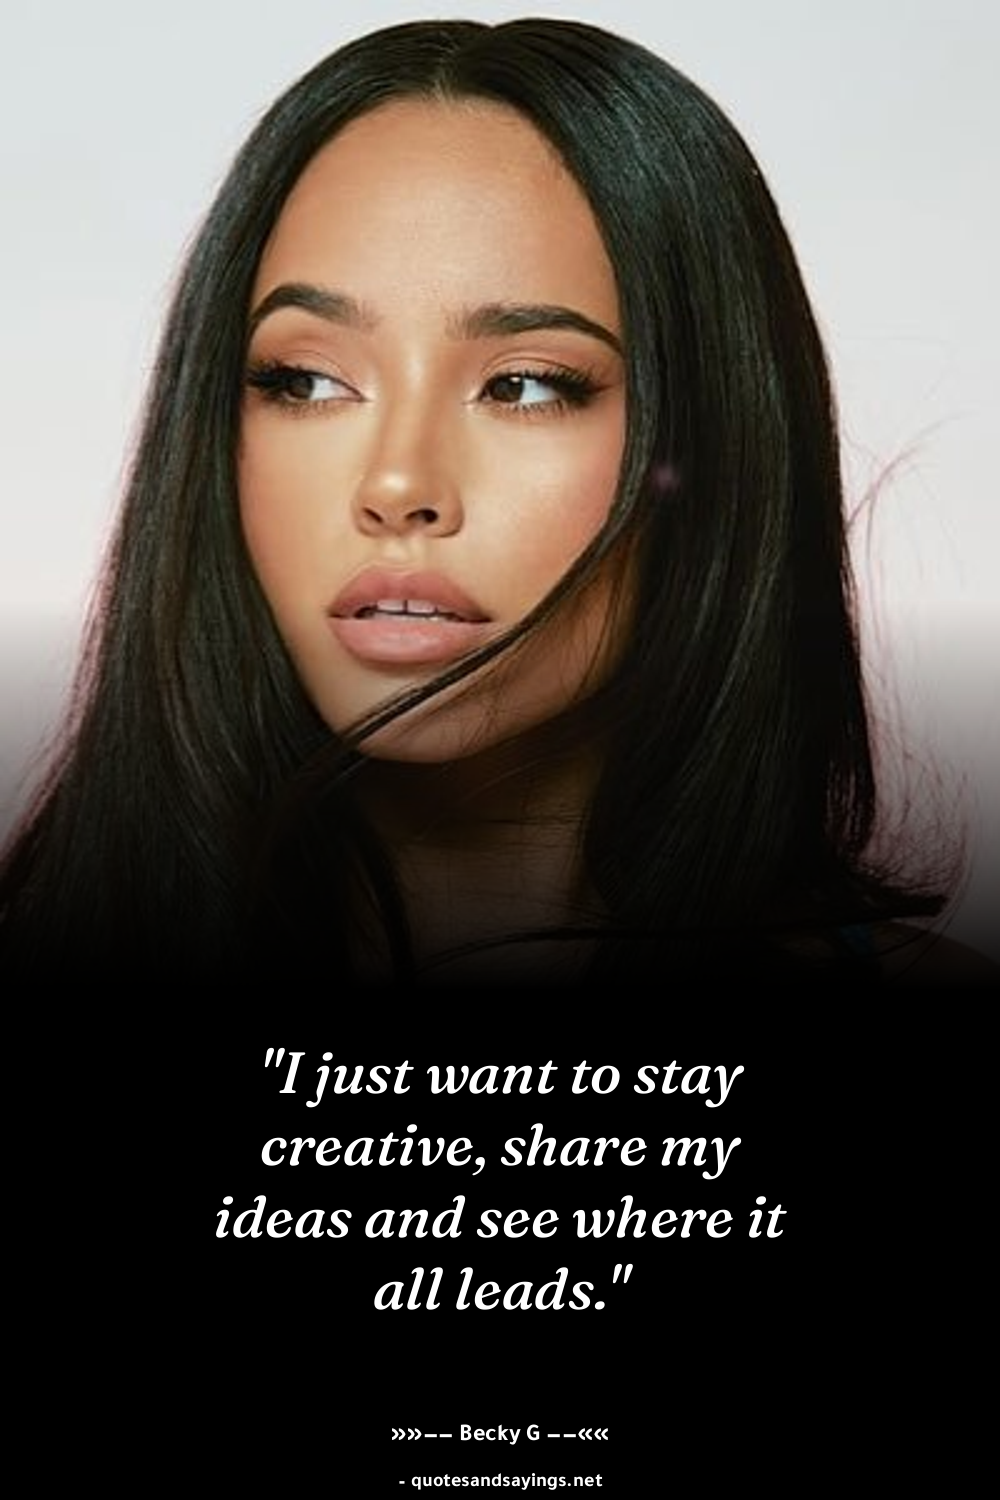 "I just want to stay
creative, share my
ideas and see where it
all leads."
»»−− Becky G −−««
- quotesandsayings.net